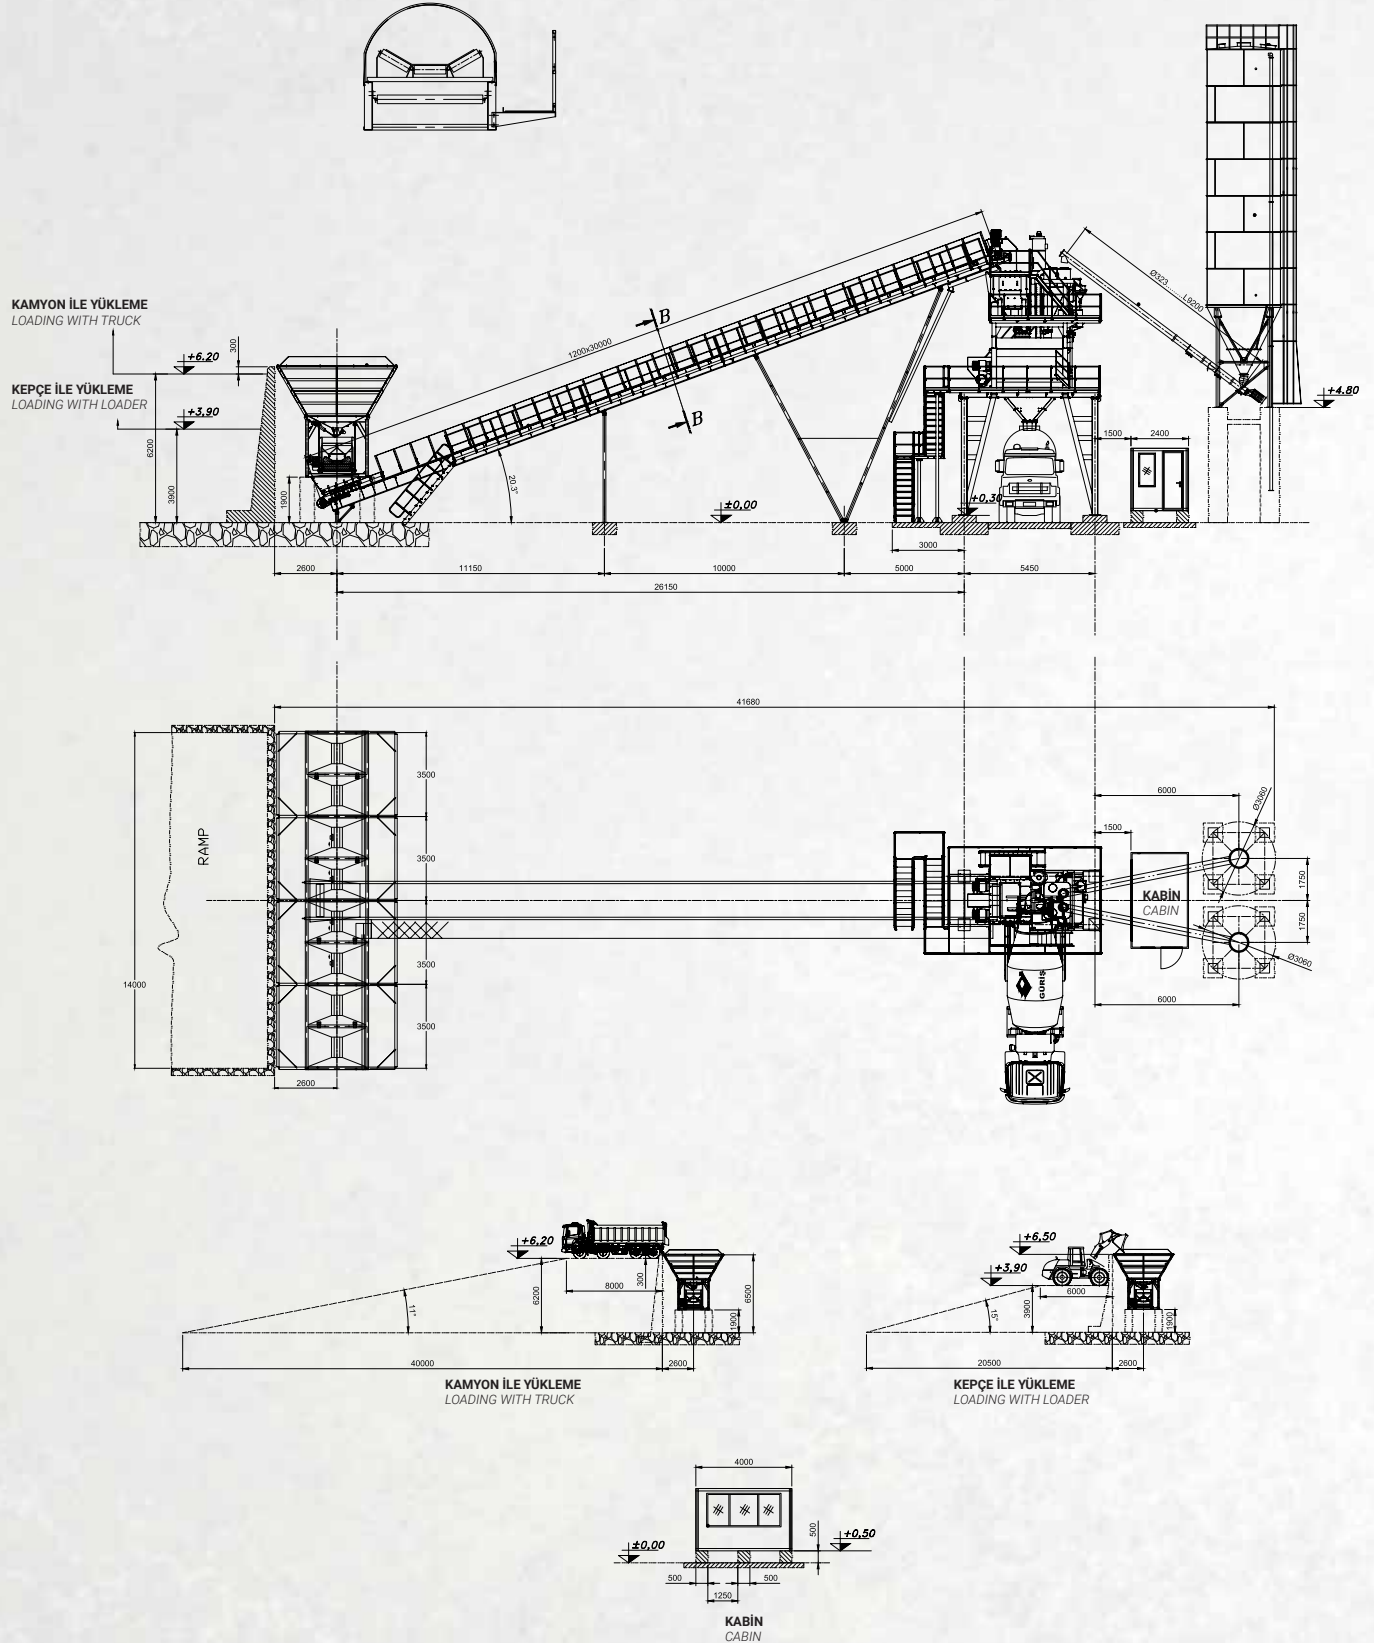 KAMYON İLE YÜKLEME
LOADING WITH TRUCK
300
+6.20
KEPÇE İLE YÜKLEME
LOADING WITH LOADER
+3,90
6200
3900
1900
1200x30000
B
B
20.3°
±0,00
+0,30
Ø323.......L9200
+4.80
1500
2400
3000
2600
11150
10000
5000
5450
26150
41680
RAMP
14000
3500
3500
3500
3500
2600
6000
1500
Ø3060
1750
1750
KABİN
CABIN
Ø3060
6000
GÜRİŞ
+6,20
6200
8000
300
6500
1900
11°
40000
2600
KAMYON İLE YÜKLEME
LOADING WITH TRUCK
+6,50
+3,90
6000
3900
1900
15°
20500
2600
KEPÇE İLE YÜKLEME
LOADING WITH LOADER
4000
±0,00
500
+0,50
500
500
1250
KABİN
CABIN